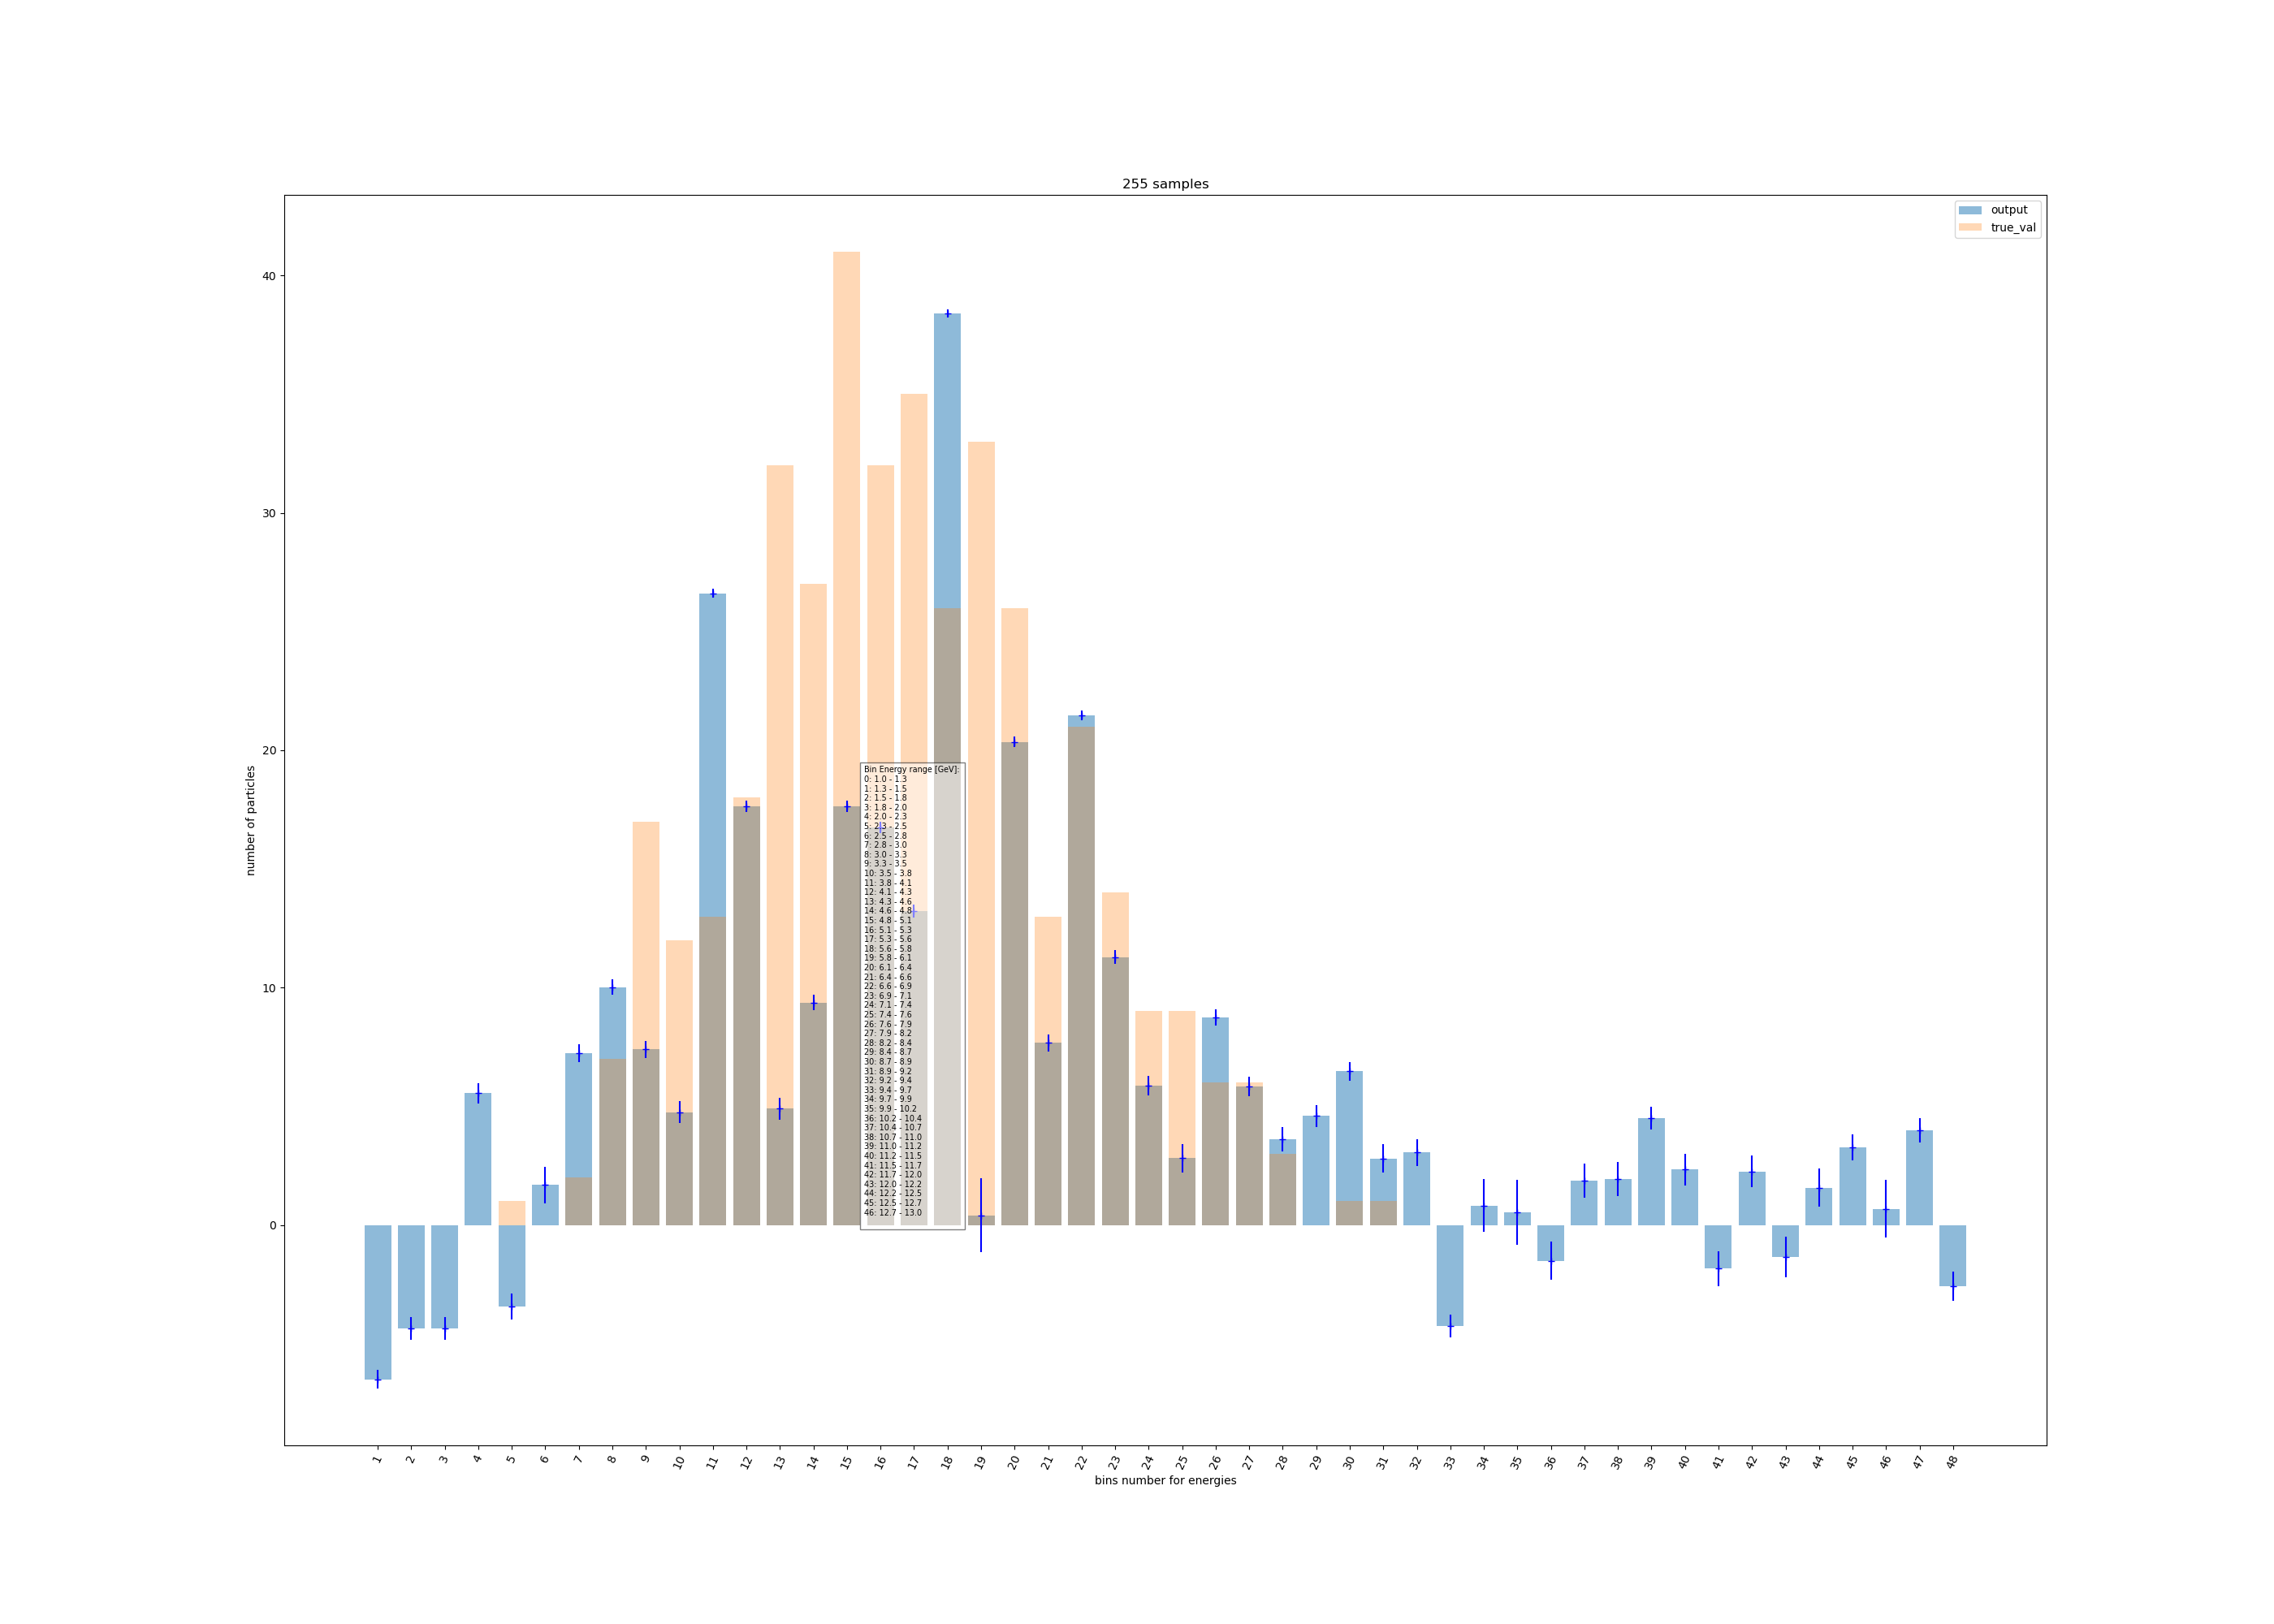 255 samples
output
true_val
40
30
20
10
0
number of particles
Bin Energy range [GeV]:
0: 1.0 - 1.3
1: 1.3 - 1.5
2: 1.5 - 1.8
3: 1.8 - 2.0
4: 2.0 - 2.3
5: 2.3 - 2.5
6: 2.5 - 2.8
7: 2.8 - 3.0
8: 3.0 - 3.3
9: 3.3 - 3.5
10: 3.5 - 3.8
11: 3.8 - 4.1
12: 4.1 - 4.3
13: 4.3 - 4.6
14: 4.6 - 4.8
15: 4.8 - 5.1
16: 5.1 - 5.3
17: 5.3 - 5.6
18: 5.6 - 5.8
19: 5.8 - 6.1
20: 6.1 - 6.4
21: 6.4 - 6.6
22: 6.6 - 6.9
23: 6.9 - 7.1
24: 7.1 - 7.4
25: 7.4 - 7.6
26: 7.6 - 7.9
27: 7.9 - 8.2
28: 8.2 - 8.4
29: 8.4 - 8.7
30: 8.7 - 8.9
31: 8.9 - 9.2
32: 9.2 - 9.4
33: 9.4 - 9.7
34: 9.7 - 9.9
35: 9.9 - 10.2
36: 10.2 - 10.4
37: 10.4 - 10.7
38: 10.7 - 11.0
39: 11.0 - 11.2
40: 11.2 - 11.5
41: 11.5 - 11.7
42: 11.7 - 12.0
43: 12.0 - 12.2
44: 12.2 - 12.5
45: 12.5 - 12.7
46: 12.7 - 13.0
1 2 3 4 5 6 7 8 9 10 11 12 13 14 15 16 17 18 19 20 21 22 23 24 25 26 27 28 29 30 31 32 33 34 35 36 37 38 39 40 41 42 43 44 45 46 47 48
bins number for energies